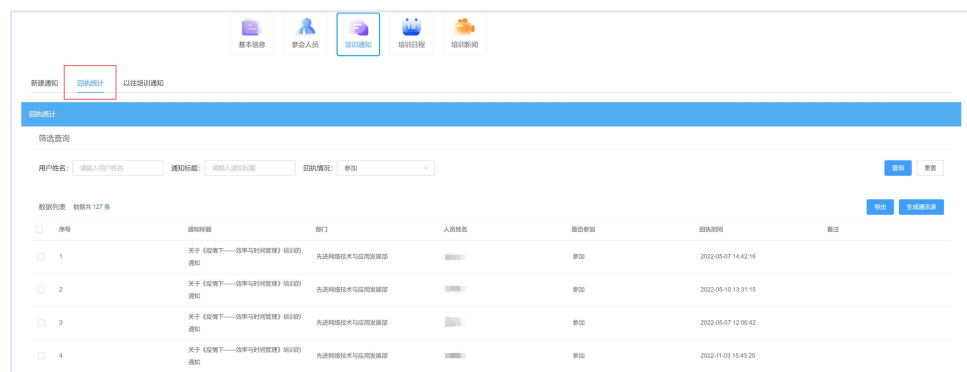 18
基本信息 参会人员 培训通知 培训日程 培训新闻
新建通知 回执统计 以往培训通知
回执统计
筛选查询
用户姓名: 请输入用户姓名 通知标题: 请输入通知标题 回执情况: 参加 查询 重置
数据列表 数据共 127 条 导出 生成通讯录
序号 通知标题 部门 人员姓名 是否参加 回执时间 备注
1 关于《疫情下——效率与时间管理》培训的通知 先进网络技术与应用发展部 参加 2022-05-07 14:42:16
2 关于《疫情下——效率与时间管理》培训的通知 先进网络技术与应用发展部 参加 2022-05-10 13:31:15
3 关于《疫情下——效率与时间管理》培训的通知 先进网络技术与应用发展部 参加 2022-05-07 12:06:42
4 关于《疫情下——效率与时间管理》培训的通知 先进网络技术与应用发展部 参加 2022-11-03 15:43:25